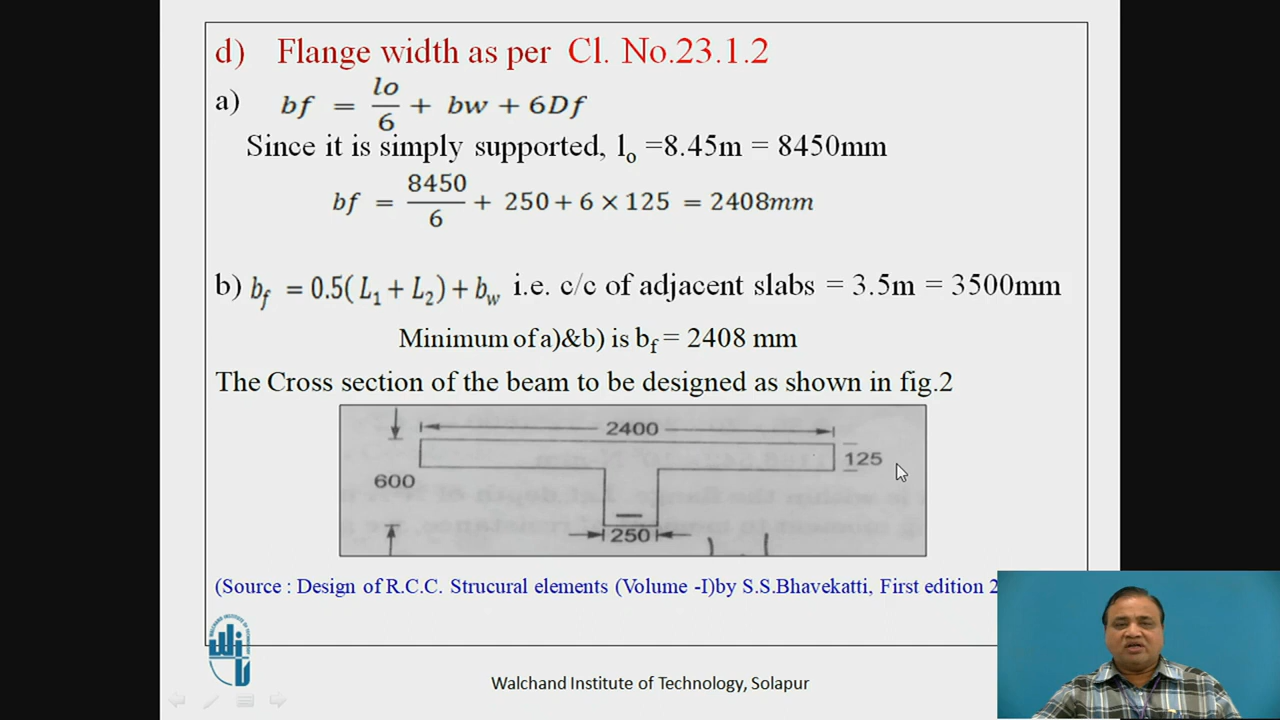 d) Flange width as per Cl. No.23.1.2
a) bf = lo/6 + bw + 6Df
Since it is simply supported, lo =8.45m = 8450mm
bf = 8450/6 + 250 + 6 × 125 = 2408mm
b) bf = 0.5( L1 + L2) + bw i.e. c/c of adjacent slabs = 3.5m = 3500mm
Minimum of a)&b) is bf = 2408 mm
The Cross section of the beam to be designed as shown in fig.2
2400
125
600
250
(Source : Design of R.C.C. Strucural elements (Volume -I)by S.S.Bhavekatti, First edition 2
Walchand Institute of Technology, Solapur